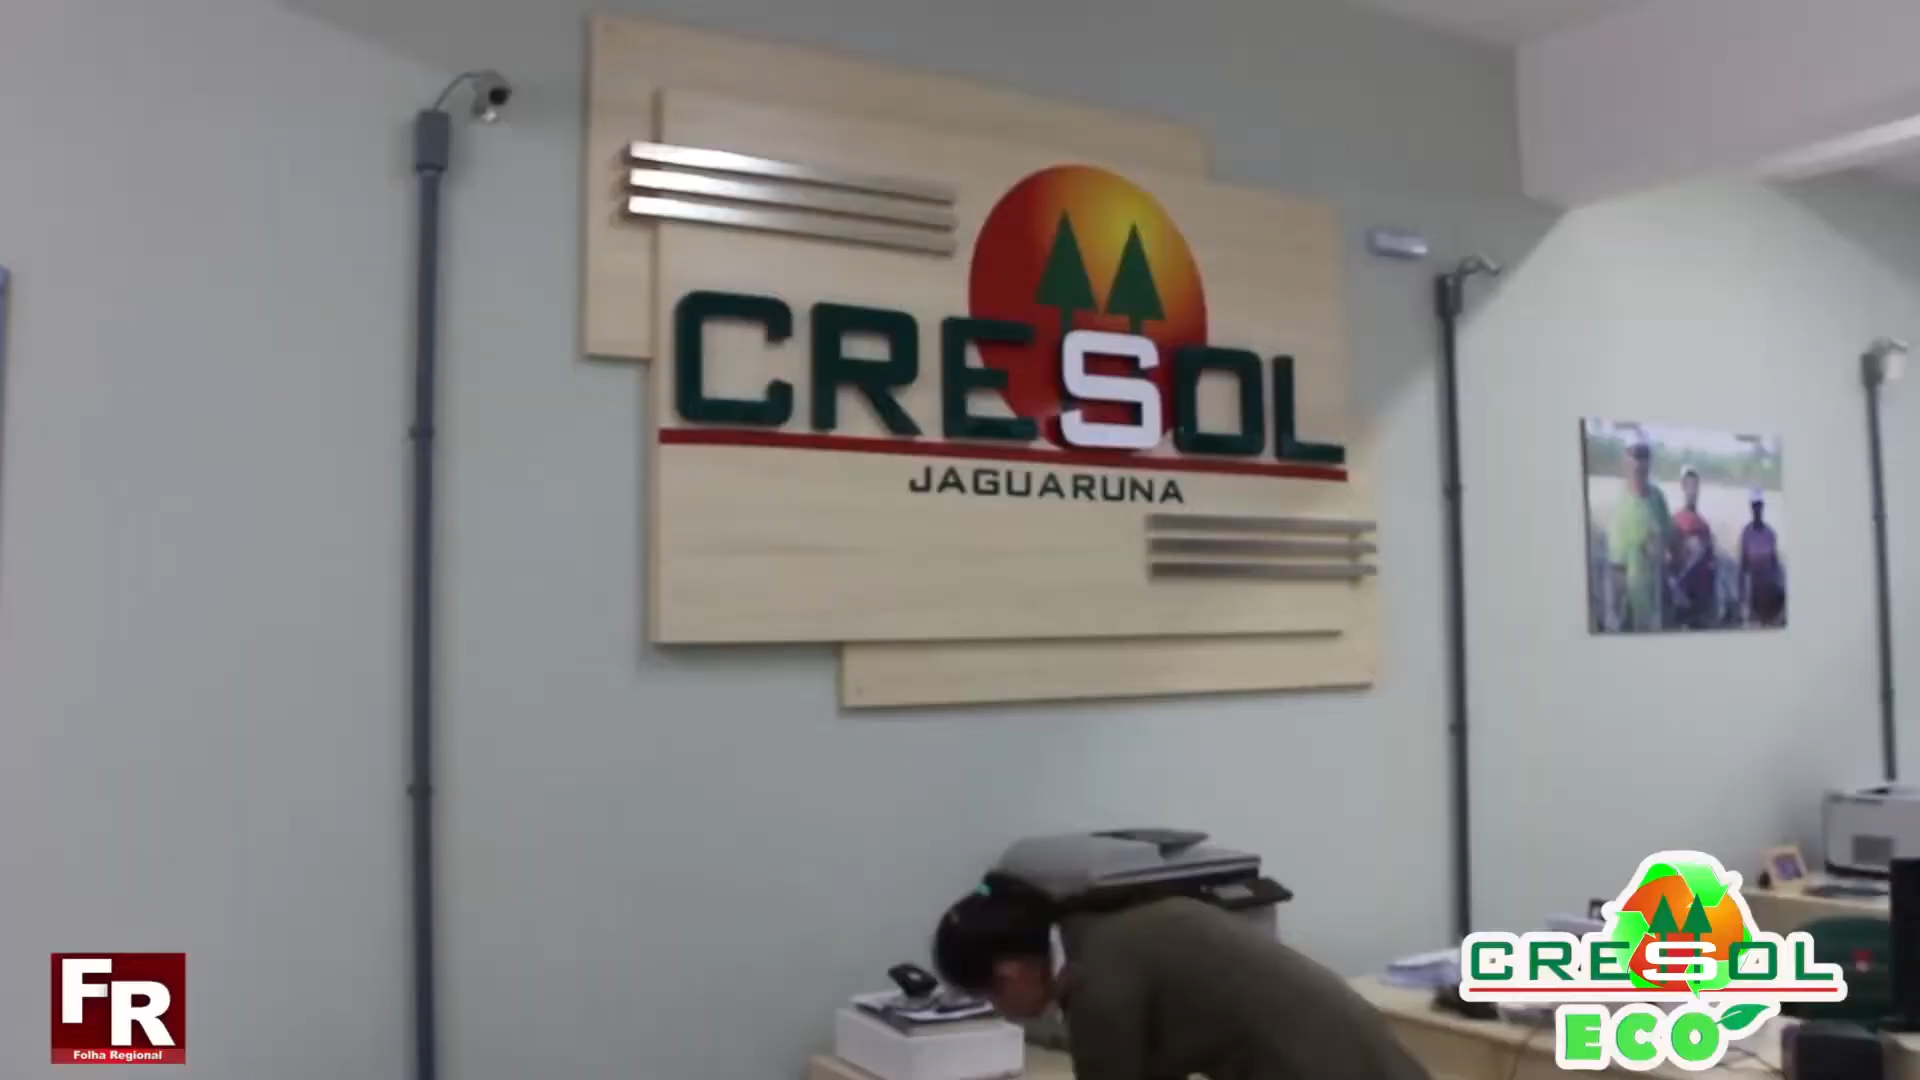 CRESOL
JAGUARUNA
FR
Folha Regional
CRESOL
ECO